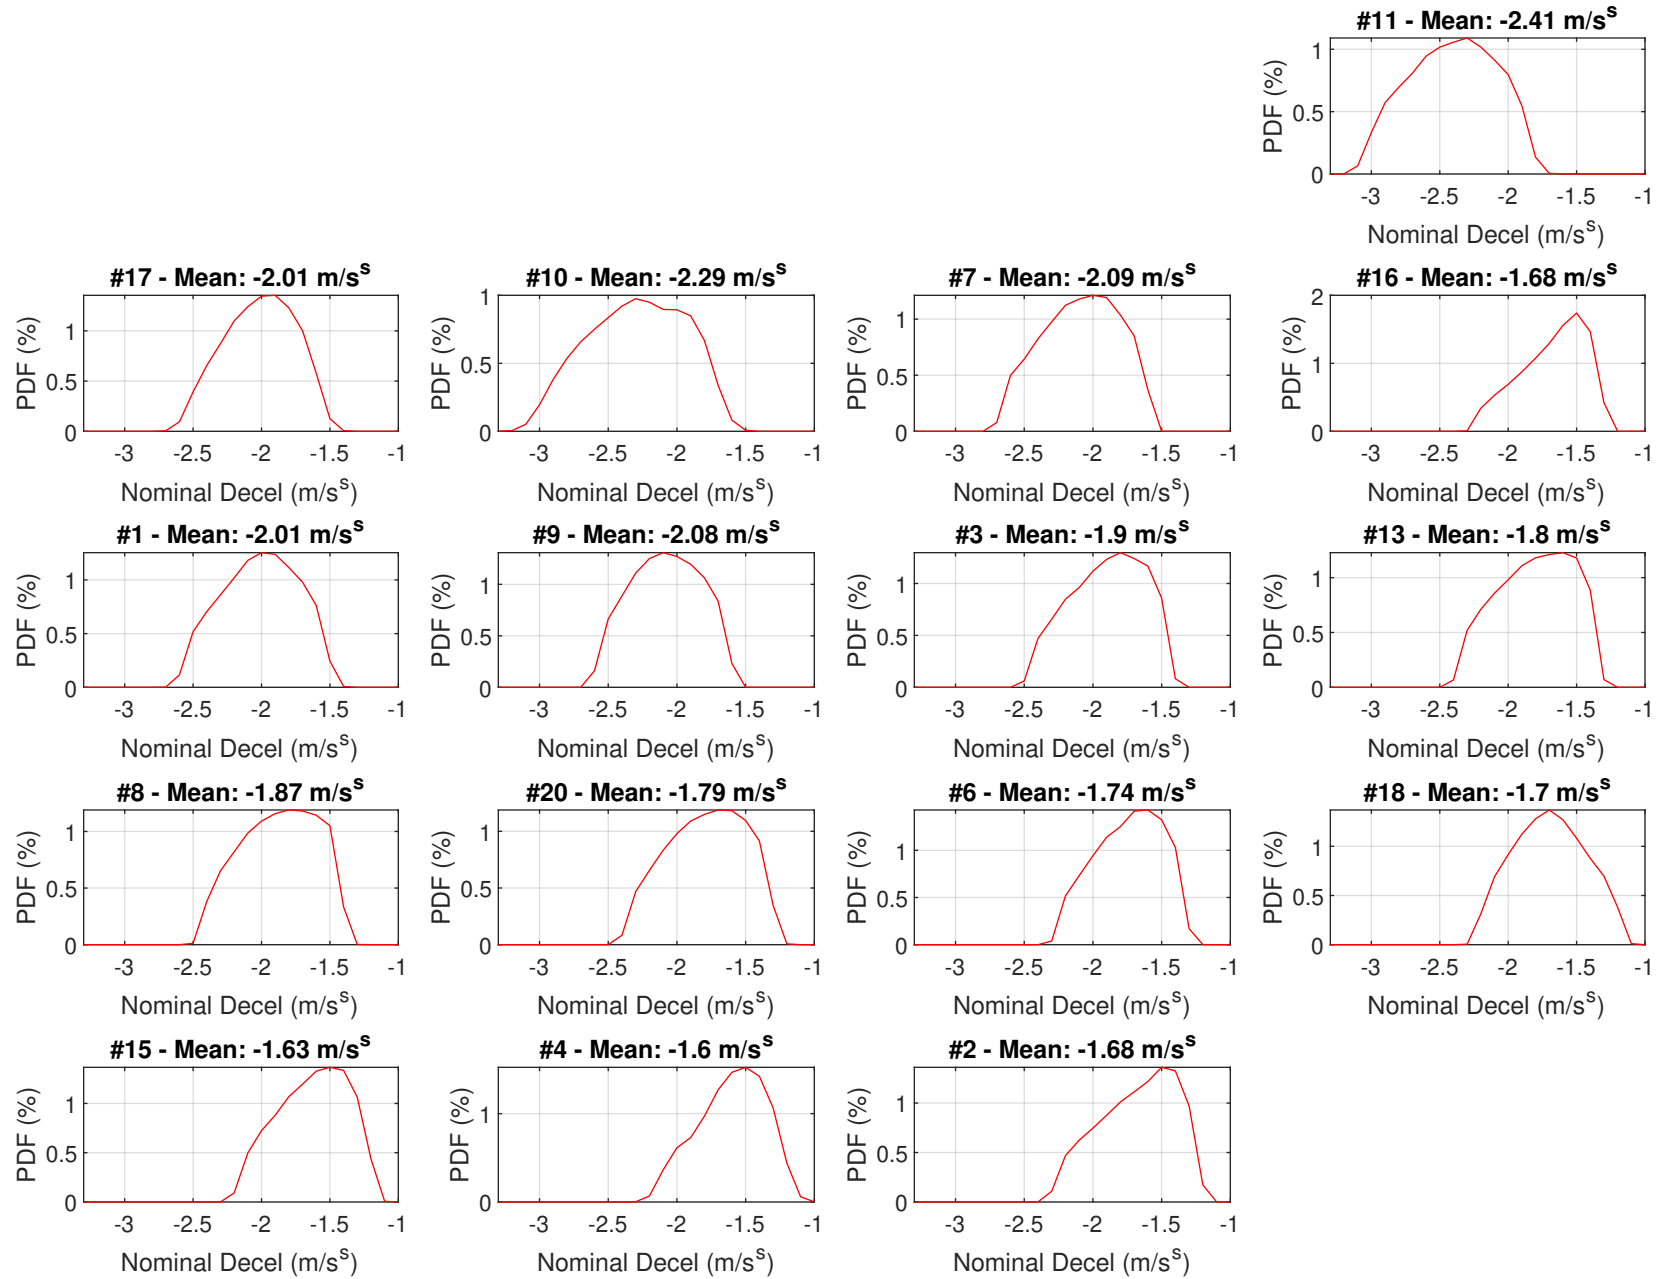 #11 - Mean: -2.41 m/s^s
PDF (%)
1
0.5
0
-3 -2.5 -2 -1.5 -1
Nominal Decel (m/s^s)
#17 - Mean: -2.01 m/s^s
PDF (%)
1
0.5
0
-3 -2.5 -2 -1.5 -1
Nominal Decel (m/s^s)
#10 - Mean: -2.29 m/s^s
PDF (%)
1
0.5
0
-3 -2.5 -2 -1.5 -1
Nominal Decel (m/s^s)
#7 - Mean: -2.09 m/s^s
PDF (%)
1
0.5
0
-3 -2.5 -2 -1.5 -1
Nominal Decel (m/s^s)
#16 - Mean: -1.68 m/s^s
PDF (%)
2
1
0
-3 -2.5 -2 -1.5 -1
Nominal Decel (m/s^s)
#1 - Mean: -2.01 m/s^s
PDF (%)
1
0.5
0
-3 -2.5 -2 -1.5 -1
Nominal Decel (m/s^s)
#9 - Mean: -2.08 m/s^s
PDF (%)
1
0.5
0
-3 -2.5 -2 -1.5 -1
Nominal Decel (m/s^s)
#3 - Mean: -1.9 m/s^s
PDF (%)
1
0.5
0
-3 -2.5 -2 -1.5 -1
Nominal Decel (m/s^s)
#13 - Mean: -1.8 m/s^s
PDF (%)
1
0.5
0
-3 -2.5 -2 -1.5 -1
Nominal Decel (m/s^s)
#8 - Mean: -1.87 m/s^s
PDF (%)
1
0.5
0
-3 -2.5 -2 -1.5 -1
Nominal Decel (m/s^s)
#20 - Mean: -1.79 m/s^s
PDF (%)
1
0.5
0
-3 -2.5 -2 -1.5 -1
Nominal Decel (m/s^s)
#6 - Mean: -1.74 m/s^s
PDF (%)
1
0.5
0
-3 -2.5 -2 -1.5 -1
Nominal Decel (m/s^s)
#18 - Mean: -1.7 m/s^s
PDF (%)
1
0.5
0
-3 -2.5 -2 -1.5 -1
Nominal Decel (m/s^s)
#15 - Mean: -1.63 m/s^s
PDF (%)
1
0.5
0
-3 -2.5 -2 -1.5 -1
Nominal Decel (m/s^s)
#4 - Mean: -1.6 m/s^s
PDF (%)
1
0
-3 -2.5 -2 -1.5 -1
Nominal Decel (m/s^s)
#2 - Mean: -1.68 m/s^s
PDF (%)
1
0.5
0
-3 -2.5 -2 -1.5 -1
Nominal Decel (m/s^s)